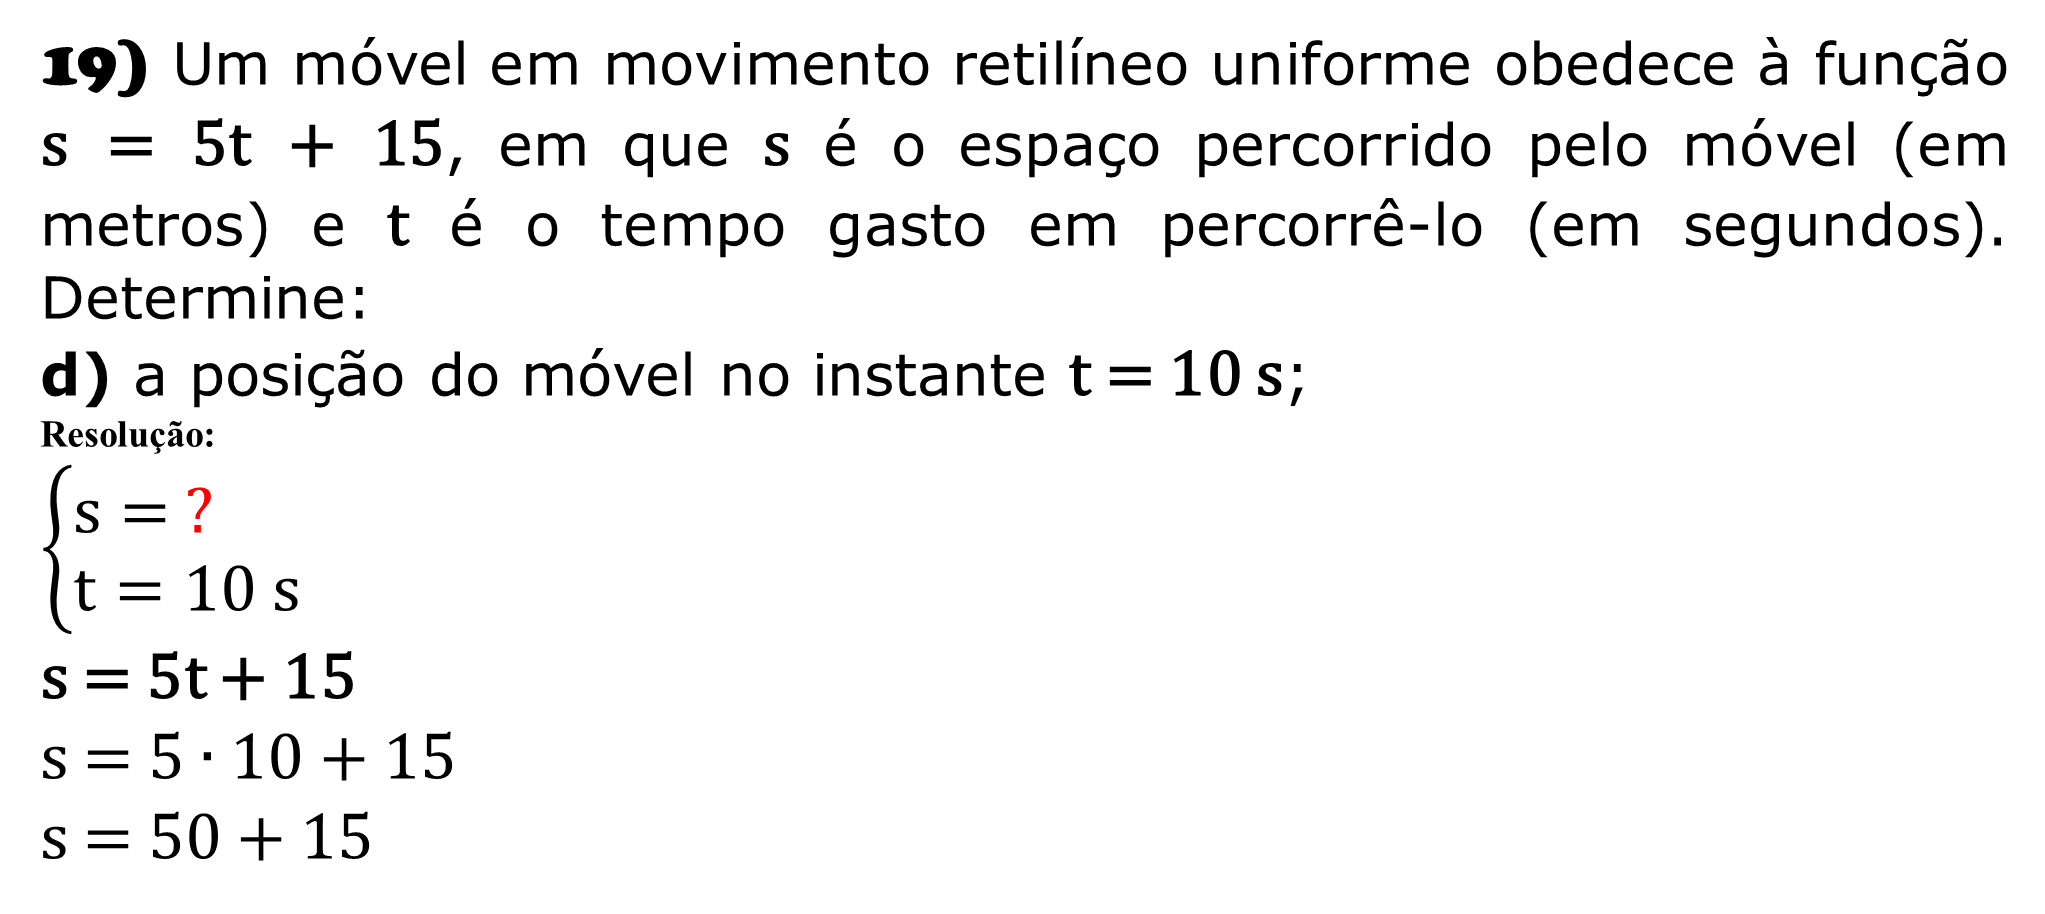 19) Um móvel em movimento retilíneo uniforme obedece à função
s = 5t + 15, em que s é o espaço percorrido pelo móvel (em
metros) e t é o tempo gasto em percorrê-lo (em segundos).
Determine:
d) a posição do móvel no instante t = 10 s;
Resolução:
s = ?
t = 10 s
s = 5t + 15
s = 5 · 10 + 15
s = 50 + 15